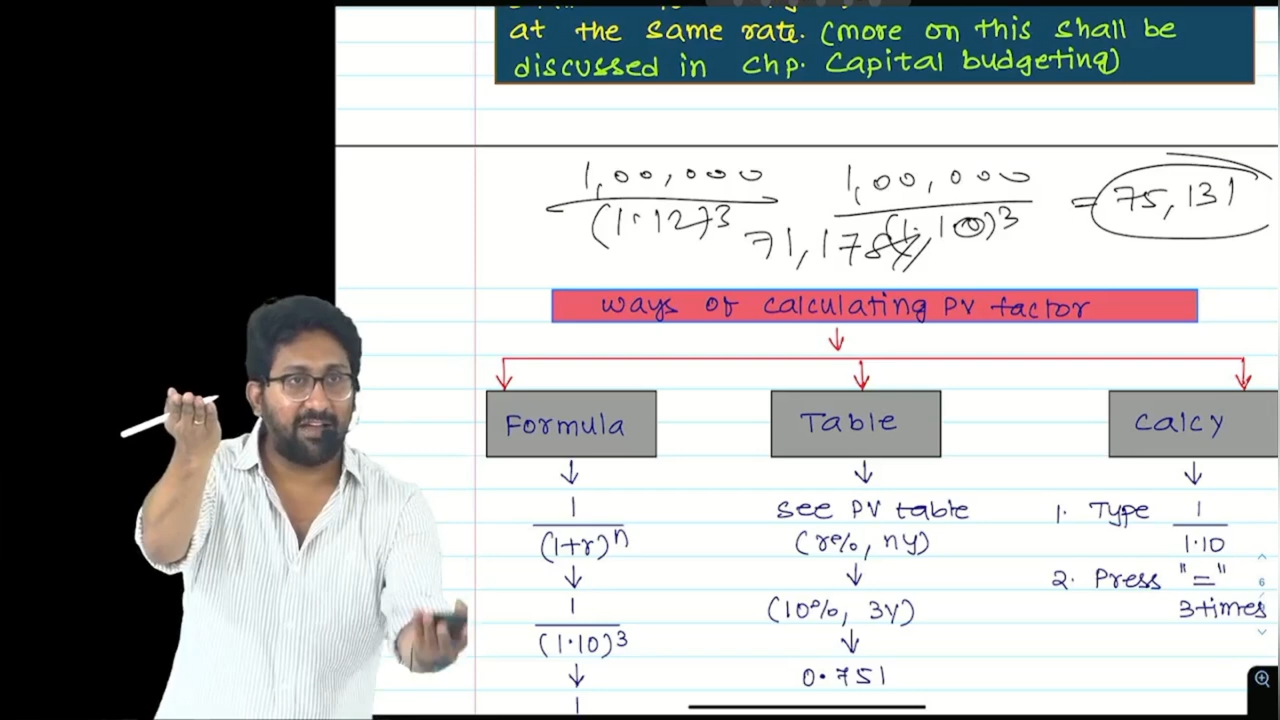 at the same rate. (more on this shall be
discussed in chp. Capital budgeting)
1,00,000 1,00,000
(1.12)3 (1.10)3 = 75,131
71,178
ways of calculating PV factor
Formula Table Calcy
1 see PV table 1. Type 1
(1+r)n (r%, ny) 1.10
1 (10%, 3y) 2. Press "="
(1.10)3 0.751 3 times
1
6